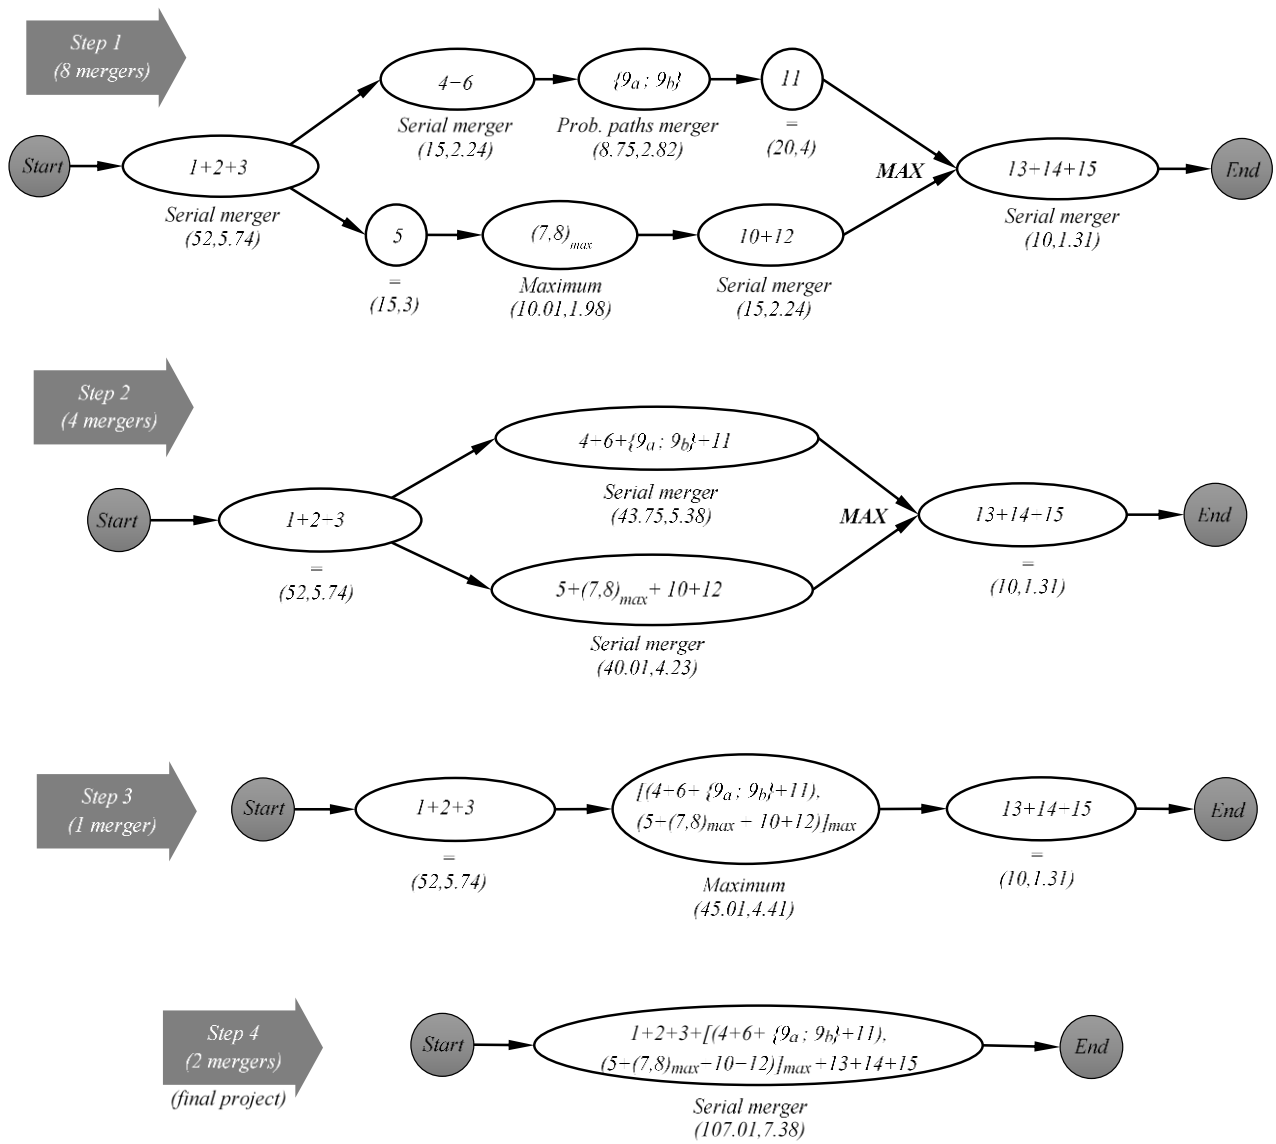 Step 1
(8 mergers)
4−6
{9a ; 9b}
11
Serial merger
(15,2.24)
Prob. paths merger
(8.75,2.82)
=
(20,4)
Start
1+2+3
Serial merger
(52,5.74)
MAX
13+14+15
Serial merger
(10,1.31)
End
5
=
(15,3)
(7,8)max
Maximum
(10.01,1.98)
10+12
Serial merger
(15,2.24)
Step 2
(4 mergers)
4+6+{9a ; 9b}+11
Serial merger
(43.75,5.38)
Start
1+2+3
=
(52,5.74)
MAX
13+14+15
=
(10,1.31)
End
5+(7,8)max+ 10+12
Serial merger
(40.01,4.23)
Step 3
(1 merger)
Start
1+2+3
=
(52,5.74)
[(4+6+ {9a ; 9b}+11),
(5+(7,8)max + 10+12)]max
Maximum
(45.01,4.41)
13+14+15
=
(10,1.31)
End
Step 4
(2 mergers)
(final project)
Start
1+2+3+[(4+6+ {9a ; 9b}+11),
(5+(7,8)max−10−12)]max +13+14+15
Serial merger
(107.01,7.38)
End